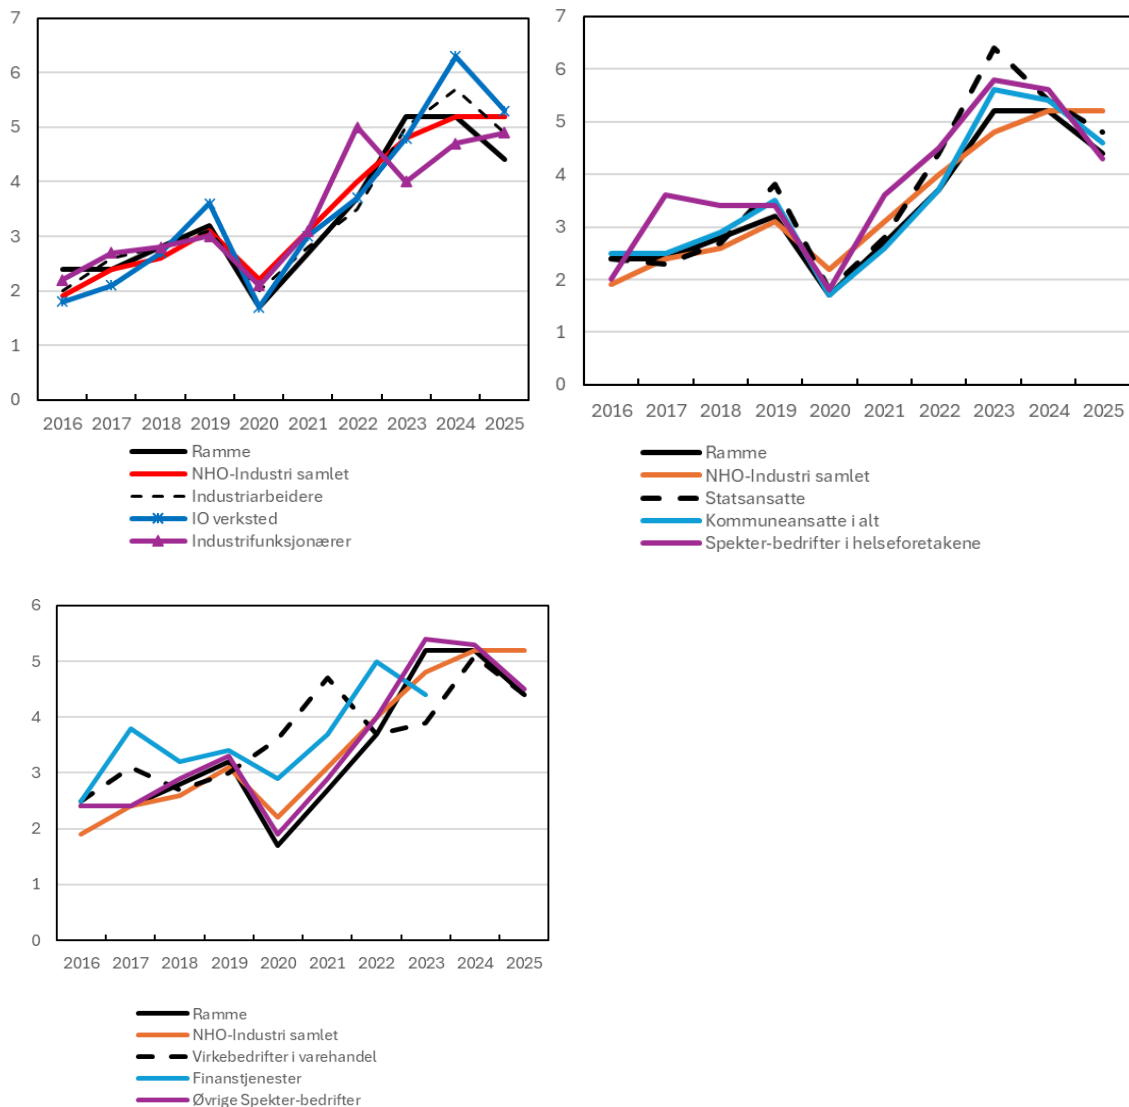 7
6
5
4
3
2
1
0
2016 2017 2018 2019 2020 2021 2022 2023 2024 2025
Ramme
NHO-Industri samlet
Industriarbeidere
IO verksted
Industrifunksjonærer
7
6
5
4
3
2
1
0
2016 2017 2018 2019 2020 2021 2022 2023 2024 2025
Ramme
NHO-Industri samlet
Statsansatte
Kommuneansatte i alt
Spekter-bedrifter i helseforetakene
6
5
4
3
2
1
0
2016 2017 2018 2019 2020 2021 2022 2023 2024 2025
Ramme
NHO-Industri samlet
Virkebedrifter i varehandel
Finanstjenester
Øvrige Spekter-bedrifter